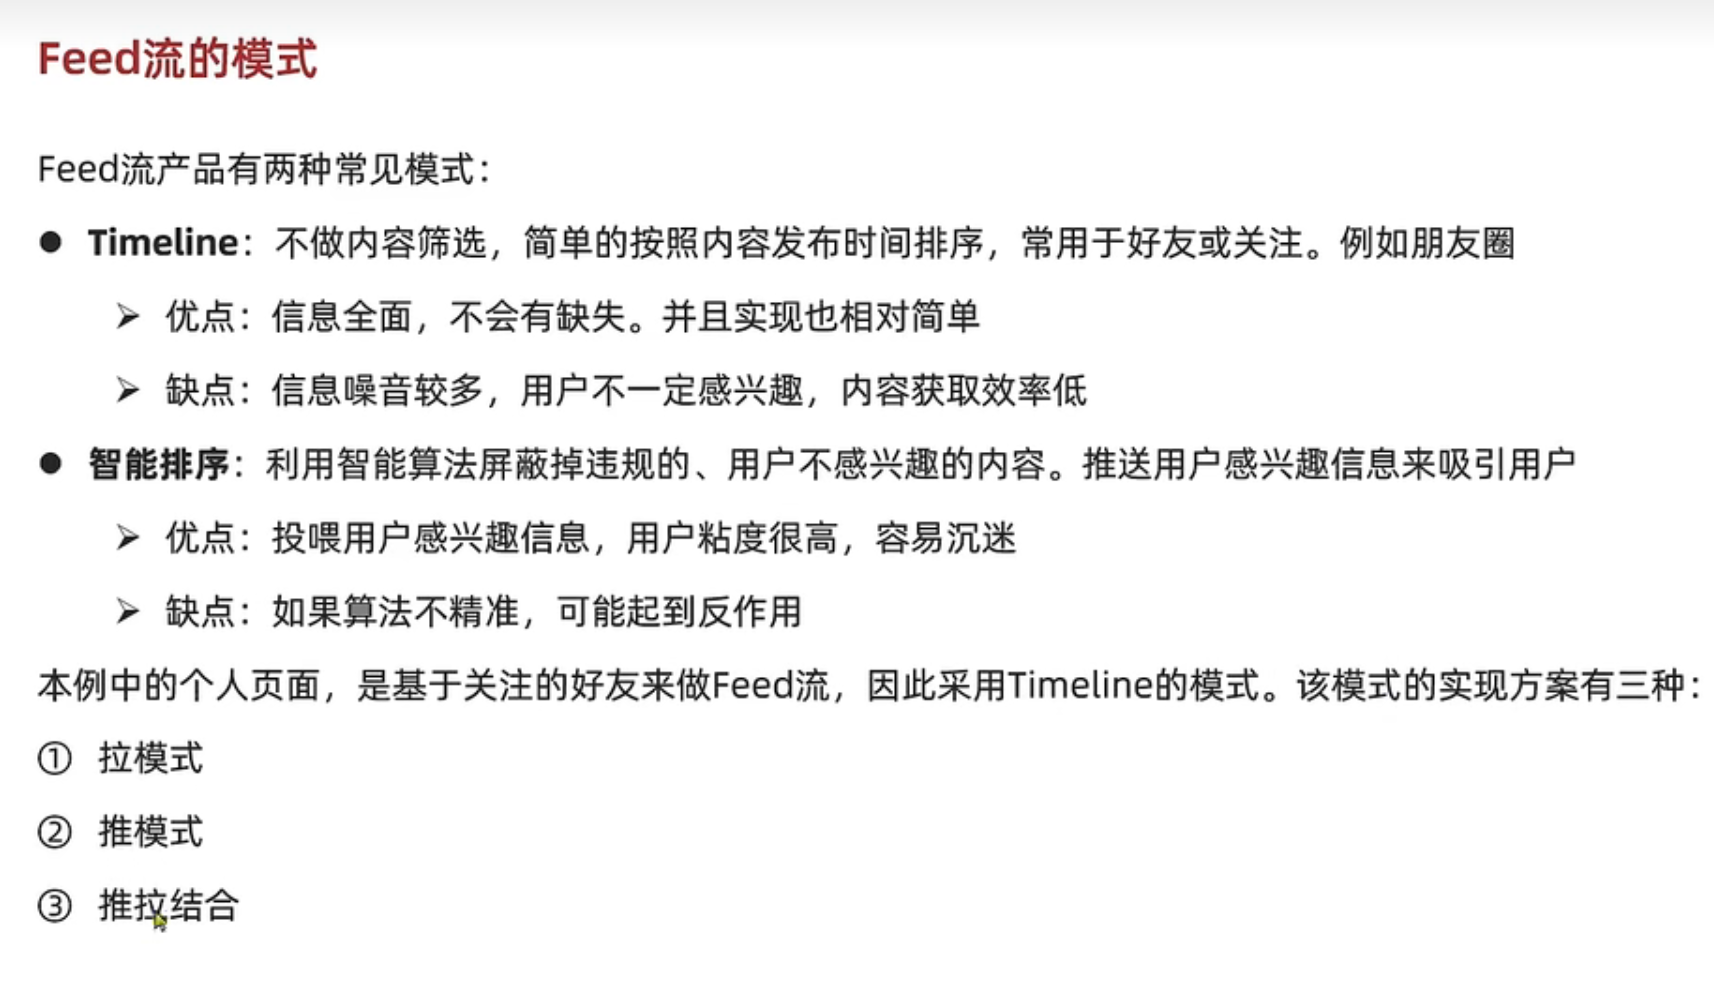 Feed流的模式
Feed流产品有两种常见模式：
● Timeline：不做内容筛选，简单的按照内容发布时间排序，常用于好友或关注。例如朋友圈
➢ 优点：信息全面，不会有缺失。并且实现也相对简单
➢ 缺点：信息噪音较多，用户不一定感兴趣，内容获取效率低
● 智能排序：利用智能算法屏蔽掉违规的、用户不感兴趣的内容。推送用户感兴趣信息来吸引用户
➢ 优点：投喂用户感兴趣信息，用户粘度很高，容易沉迷
➢ 缺点：如果算法不精准，可能起到反作用
本例中的个人页面，是基于关注的好友来做Feed流，因此采用Timeline的模式。该模式的实现方案有三种：
① 拉模式
② 推模式
③ 推拉结合